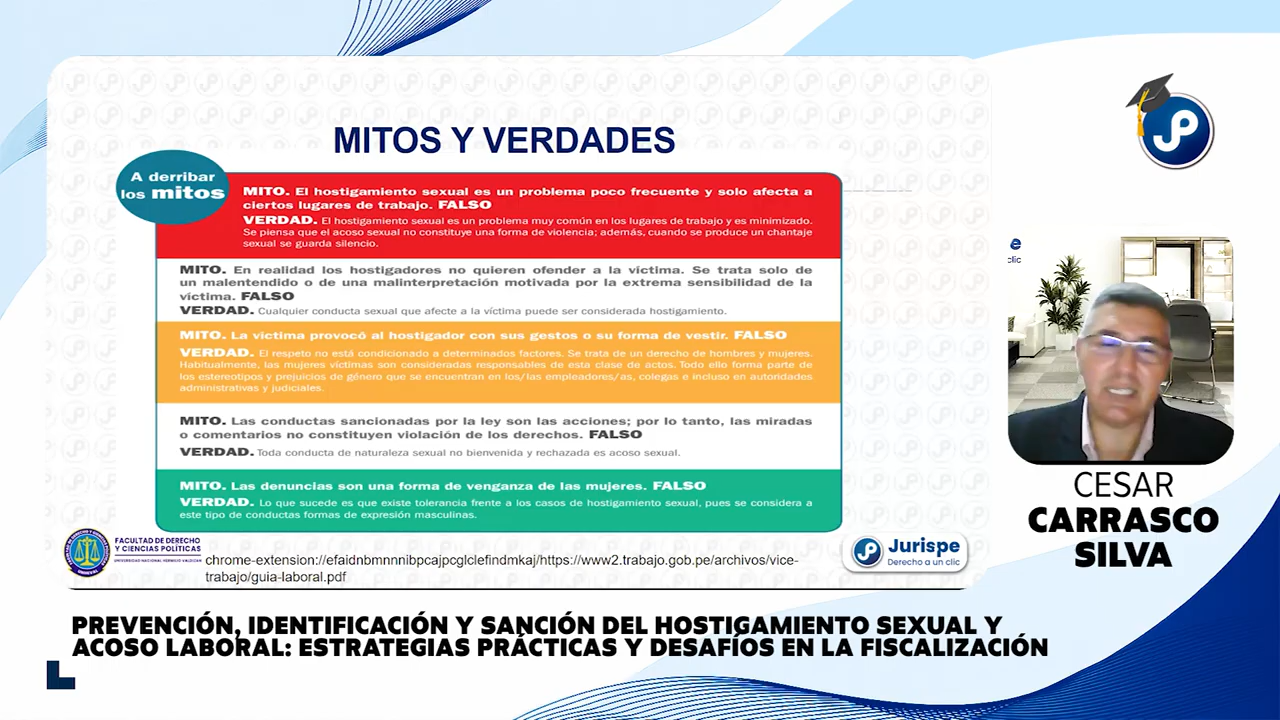 MITOS Y VERDADES
A derribar
los mitos
MITO. El hostigamiento sexual es un problema poco frecuente y solo afecta a
ciertos lugares de trabajo. FALSO
VERDAD. El hostigamiento sexual es un problema muy común en los lugares de trabajo y es minimizado.
Se piensa que el acoso sexual no constituye una forma de violencia; además, cuando se produce un chantaje
sexual se guarda silencio.
MITO. En realidad los hostigadores no quieren ofender a la víctima. Se trata solo de
un malentendido o de una malinterpretación motivada por la extrema sensibilidad de la
víctima. FALSO
VERDAD. Cualquier conducta sexual que afecte a la víctima puede ser considerada hostigamiento.
MITO. La víctima provocó al hostigador con sus gestos o su forma de vestir. FALSO
VERDAD. El respeto no está condicionado a determinados factores. Se trata de un derecho de hombres y mujeres.
Habitualmente, las mujeres víctimas son consideradas responsables de esta clase de actos. Todo ello forma parte de
los estereotipos y prejuicios de género que se encuentran en los/las empleadores/as, colegas e incluso en autoridades
administrativas y judiciales.
MITO. Las conductas sancionadas por la ley son las acciones; por lo tanto, las miradas
o comentarios no constituyen violación de los derechos. FALSO
VERDAD. Toda conducta de naturaleza sexual no bienvenida y rechazada es acoso sexual.
MITO. Las denuncias son una forma de venganza de las mujeres. FALSO
VERDAD. Lo que sucede es que existe tolerancia frente a los casos de hostigamiento sexual, pues se considera a
este tipo de conductas formas de expresión masculinas.
FACULTAD DE DERECHO
Y CIENCIAS POLÍTICAS
chrome-extension://efaidnbmnnnibpcajpcglclefindmkaj/https://www2.trabajo.gob.pe/archivos/vice-
trabajo/guia-laboral.pdf
Jurispe
Derecho a un clic
JP
e
clic
CESAR
CARRASCO
SILVA
PREVENCIÓN, IDENTIFICACIÓN Y SANCIÓN DEL HOSTIGAMIENTO SEXUAL Y
ACOSO LABORAL: ESTRATEGIAS PRÁCTICAS Y DESAFÍOS EN LA FISCALIZACIÓN